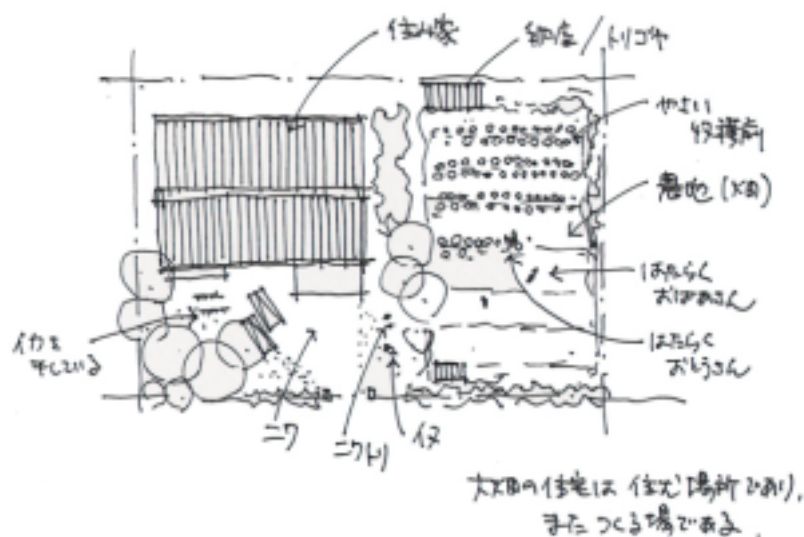 住み家
納屋/トリゴヤ
やさい
収穫前
農地(畑)
はたらく
おばあさん
はたらく
おとうさん
イカを
干している
ニワ
ニワトリ
イヌ
大畑の住宅は 住む場所であり、
また つくる場である.